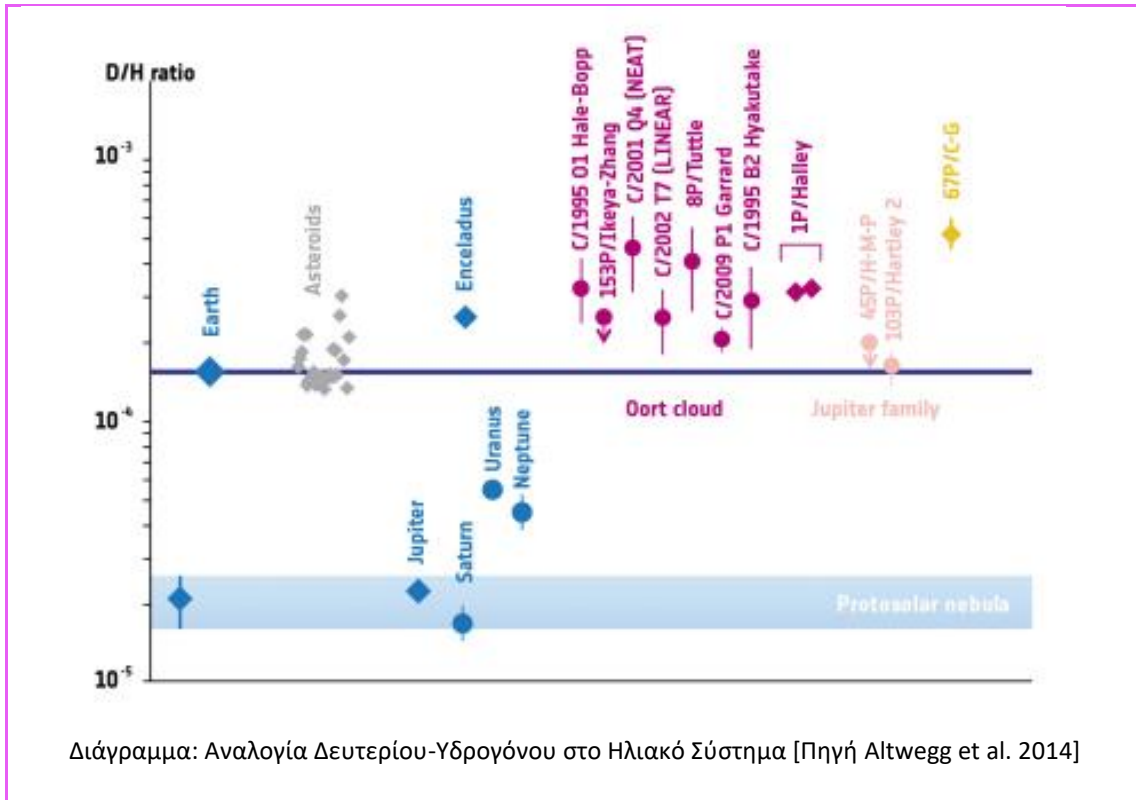 D/H ratio
10⁻³
10⁻⁴
10⁻⁵
Earth
Asteroids
Enceladus
Jupiter
Saturn
Uranus
Neptune
C/1995 O1 Hale-Bopp
153P/Ikeya-Zhang
C/2001 Q4 (NEAT)
C/2002 T7 (LINEAR)
8P/Tuttle
C/2009 P1 Garrard
C/1995 B2 Hyakutake
1P/Halley
45P/H-M-P
103P/Hartley 2
67P/C-G
Oort cloud
Jupiter family
Protosolar nebula
Διάγραμμα: Αναλογία Δευτερίου-Υδρογόνου στο Ηλιακό Σύστημα [Πηγή Altwegg et al. 2014]